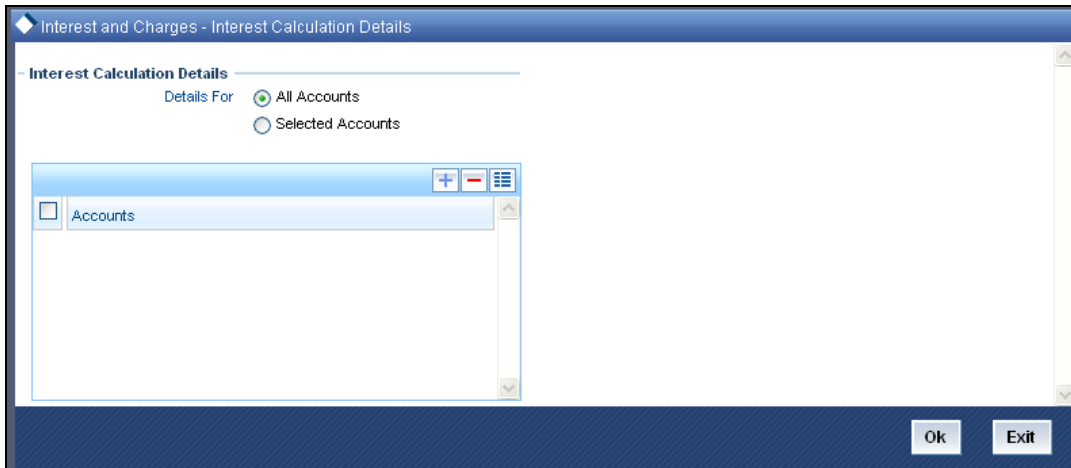 Interest and Charges - Interest Calculation Details
Interest Calculation Details
Details For All Accounts
Selected Accounts
Accounts
Ok Exit